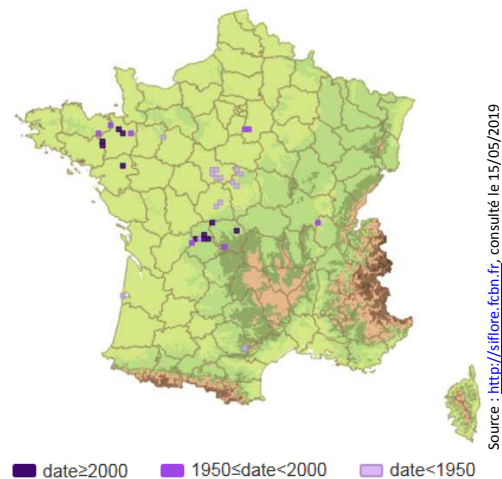 Source : http://siflore.fcbn.fr, consulté le 15/05/2019
date≥2000
1950≤date<2000
date<1950